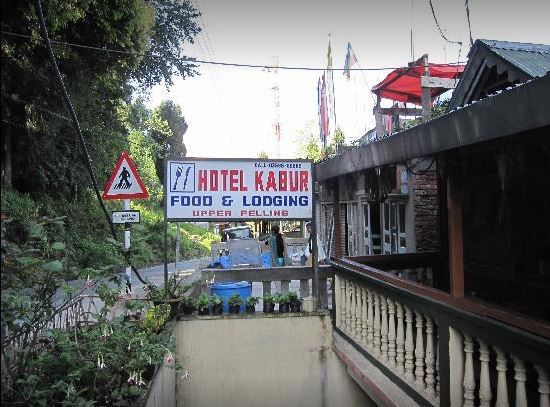 HOTEL KABUR
FOOD & LODGING
UPPER PELLING